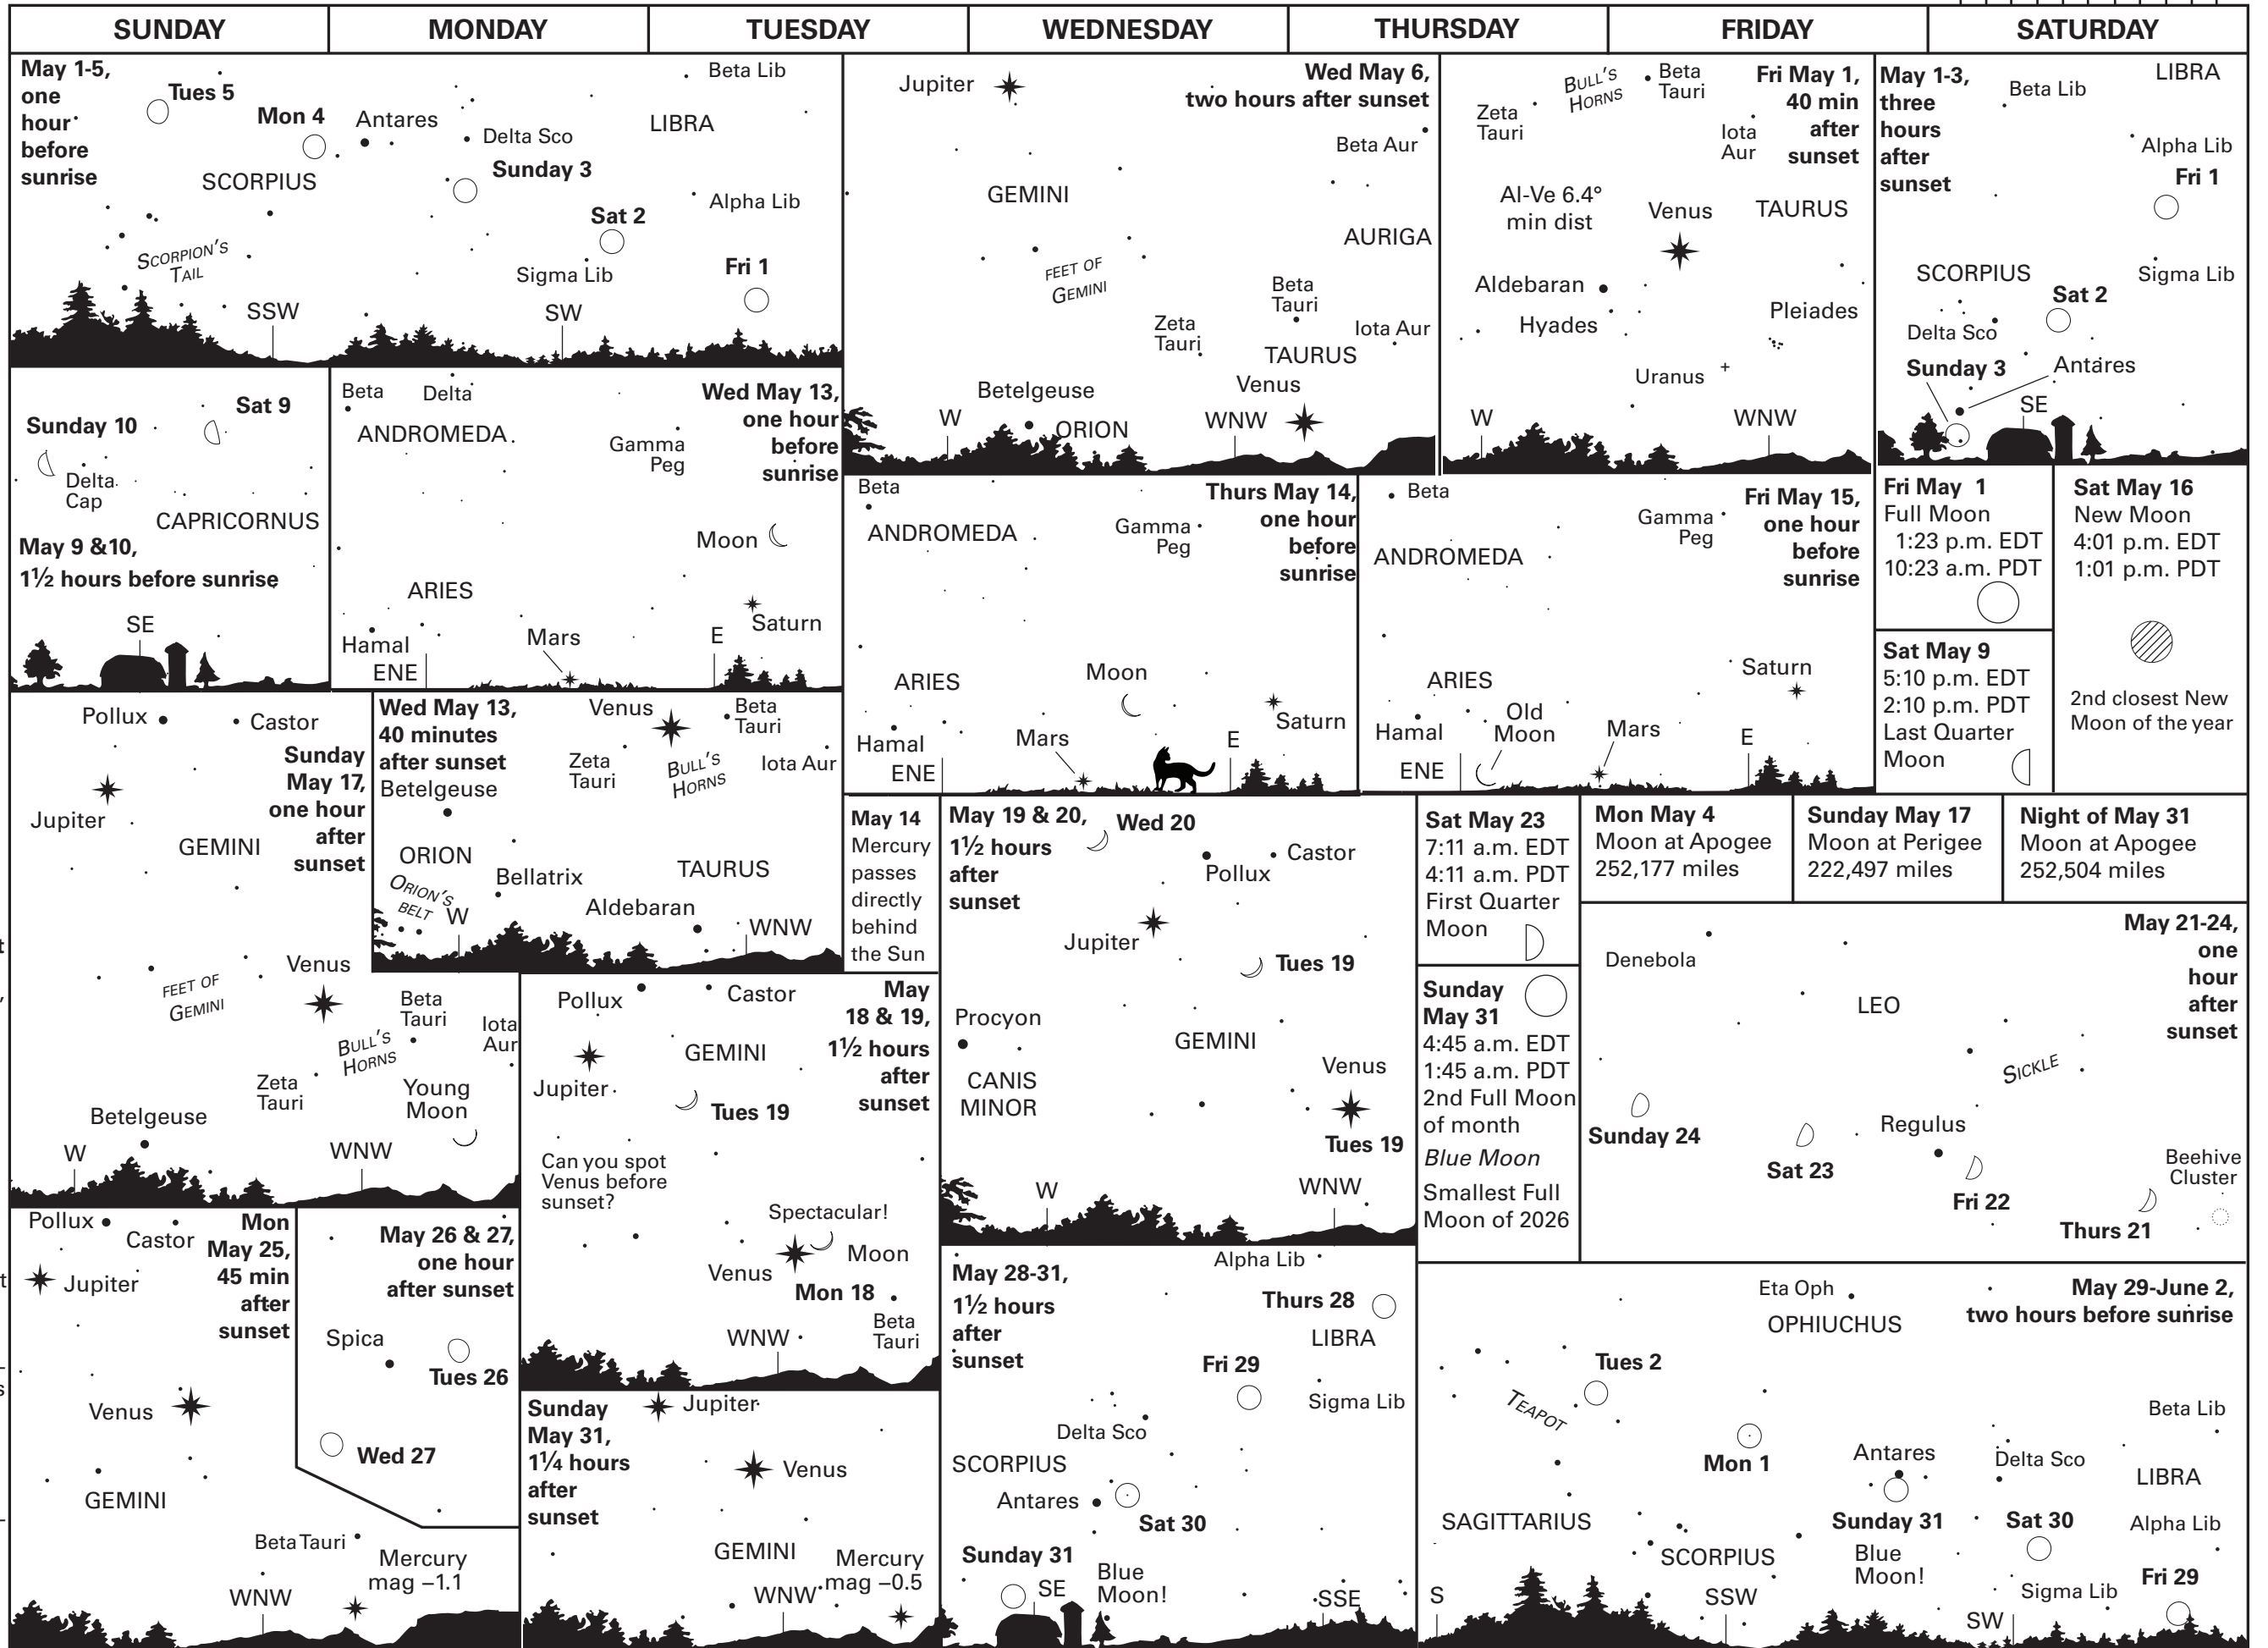 SUNDAY
MONDAY
TUESDAY
WEDNESDAY
THURSDAY
FRIDAY
SATURDAY
May 1-5,
one
hour
before
sunrise
Tues 5
Mon 4
Antares
Beta Lib
Delta Sco
LIBRA
Sunday 3
SCORPIUS
Sat 2
Alpha Lib
SCORPION'S
TAIL
Sigma Lib
Fri 1
SSW
SW
Jupiter
Wed May 6,
two hours after sunset
Beta Aur
GEMINI
AURIGA
FEET OF
GEMINI
Beta
Tauri
Zeta
Tauri
Iota Aur
TAURUS
Venus
Betelgeuse
W
ORION
WNW
BULL'S
HORNS
Beta
Tauri
Fri May 1,
40 min
after
sunset
Zeta
Tauri
Iota
Aur
Al-Ve 6.4°
min dist
Venus
TAURUS
Aldebaran
Hyades
Pleiades
Uranus
W
WNW
May 1-3,
three
hours
after
sunset
LIBRA
Beta Lib
Alpha Lib
Fri 1
SCORPIUS
Sigma Lib
Sat 2
Delta Sco
Sunday 3
Antares
SE
Sat 9
Sunday 10
Delta
Cap
CAPRICORNUS
May 9 &10,
1½ hours before sunrise
SE
Beta
Delta
Wed May 13,
one hour
before
sunrise
ANDROMEDA
Gamma
Peg
Moon
ARIES
Saturn
Hamal
Mars
E
ENE
Beta
Thurs May 14,
one hour
before
sunrise
ANDROMEDA
Gamma
Peg
Moon
ARIES
Saturn
Hamal
Mars
E
ENE
Beta
Fri May 15,
one hour
before
sunrise
Gamma
Peg
ANDROMEDA
Saturn
ARIES
Old
Moon
Hamal
Mars
E
ENE
Fri May 1
Full Moon
1:23 p.m. EDT
10:23 a.m. PDT
Sat May 16
New Moon
4:01 p.m. EDT
1:01 p.m. PDT
2nd closest New
Moon of the year
Sat May 9
5:10 p.m. EDT
2:10 p.m. PDT
Last Quarter
Moon
Pollux
Castor
Sunday
May 17,
one hour
after
sunset
Jupiter
GEMINI
Venus
FEET OF
GEMINI
Beta
Tauri
Iota
Aur
BULL'S
HORNS
Zeta
Tauri
Young
Moon
Betelgeuse
W
WNW
Wed May 13,
40 minutes
after sunset
Venus
Beta
Tauri
Zeta
Tauri
BULL'S
HORNS
Iota Aur
Betelgeuse
ORION
Bellatrix
TAURUS
ORION'S
BELT
W
Aldebaran
WNW
May 14
Mercury
passes
directly
behind
the Sun
May 19 & 20,
1½ hours
after
sunset
Wed 20
Castor
Pollux
Jupiter
Tues 19
Procyon
GEMINI
CANIS
MINOR
Venus
Tues 19
W
WNW
Sat May 23
7:11 a.m. EDT
4:11 a.m. PDT
First Quarter
Moon
Mon May 4
Moon at Apogee
252,177 miles
Sunday May 17
Moon at Perigee
222,497 miles
Night of May 31
Moon at Apogee
252,504 miles
Sunday
May 31
4:45 a.m. EDT
1:45 a.m. PDT
2nd Full Moon
of month
Blue Moon
Smallest Full
Moon of 2026
May 21-24,
one
hour
after
sunset
Denebola
LEO
SICKLE
Sunday 24
Regulus
Sat 23
Fri 22
Beehive
Cluster
Thurs 21
Pollux
Castor
May
18 & 19,
1½ hours
after
sunset
GEMINI
Jupiter
Tues 19
Can you spot
Venus before
sunset?
Spectacular!
Moon
Venus
Mon 18
Beta
Tauri
WNW
Pollux
Castor
Mon
May 25,
45 min
after
sunset
Jupiter
Venus
GEMINI
Beta Tauri
Mercury
mag −1.1
WNW
May 26 & 27,
one hour
after sunset
Spica
Tues 26
Wed 27
Sunday
May 31,
1¼ hours
after
sunset
Jupiter
Venus
GEMINI
Mercury
mag −0.5
WNW
May 28-31,
1½ hours
after
sunset
Alpha Lib
Thurs 28
LIBRA
Fri 29
Sigma Lib
Delta Sco
SCORPIUS
Antares
Sat 30
Sunday 31
SE
Blue
Moon!
SSE
May 29-June 2,
two hours before sunrise
Eta Oph
OPHIUCHUS
Tues 2
TEAPOT
Mon 1
Antares
Beta Lib
Delta Sco
LIBRA
SAGITTARIUS
Sunday 31
Blue
Moon!
Sat 30
Alpha Lib
SCORPIUS
Sigma Lib
Fri 29
S
SSW
SW